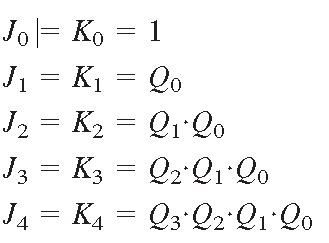 J₀ |= K₀ = 1
J₁ = K₁ = Q₀
J₂ = K₂ = Q₁·Q₀
J₃ = K₃ = Q₂·Q₁·Q₀
J₄ = K₄ = Q₃·Q₂·Q₁·Q₀